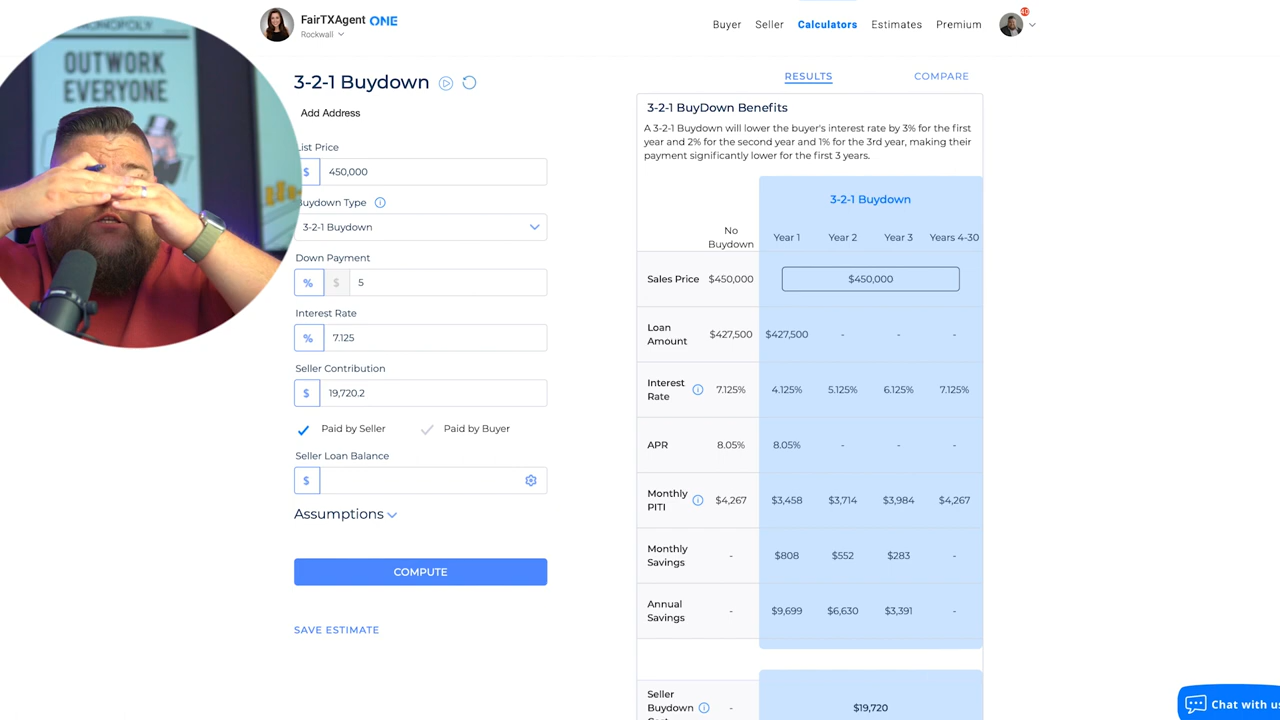 MONOPOLY
OUTWORK
EVERYONE
FairTXAgent ONE
Rockwall
Buyer
Seller
Calculators
Estimates
Premium
40
3-2-1 Buydown
Add Address
List Price
$
450,000
Buydown Type
3-2-1 Buydown
Down Payment
%
$
5
Interest Rate
%
7.125
Seller Contribution
$
19,720.2
Paid by Seller
Paid by Buyer
Seller Loan Balance
$
Assumptions
COMPUTE
SAVE ESTIMATE
RESULTS
COMPARE
3-2-1 BuyDown Benefits
A 3-2-1 Buydown will lower the buyer's interest rate by 3% for the first
year and 2% for the second year and 1% for the 3rd year, making their
payment significantly lower for the first 3 years.
3-2-1 Buydown
No
Buydown
Year 1
Year 2
Year 3
Years 4-30
Sales Price $450,000 $450,000
Loan
Amount
$427,500 $427,500 - - -
Interest
Rate
7.125% 4.125% 5.125% 6.125% 7.125%
APR 8.05% 8.05% - - -
Monthly
PITI
$4,267 $3,458 $3,714 $3,984 $4,267
Monthly
Savings
- $808 $552 $283 -
Annual
Savings
- $9,699 $6,630 $3,391 -
Seller
Buydown
- $19,720
Chat with us